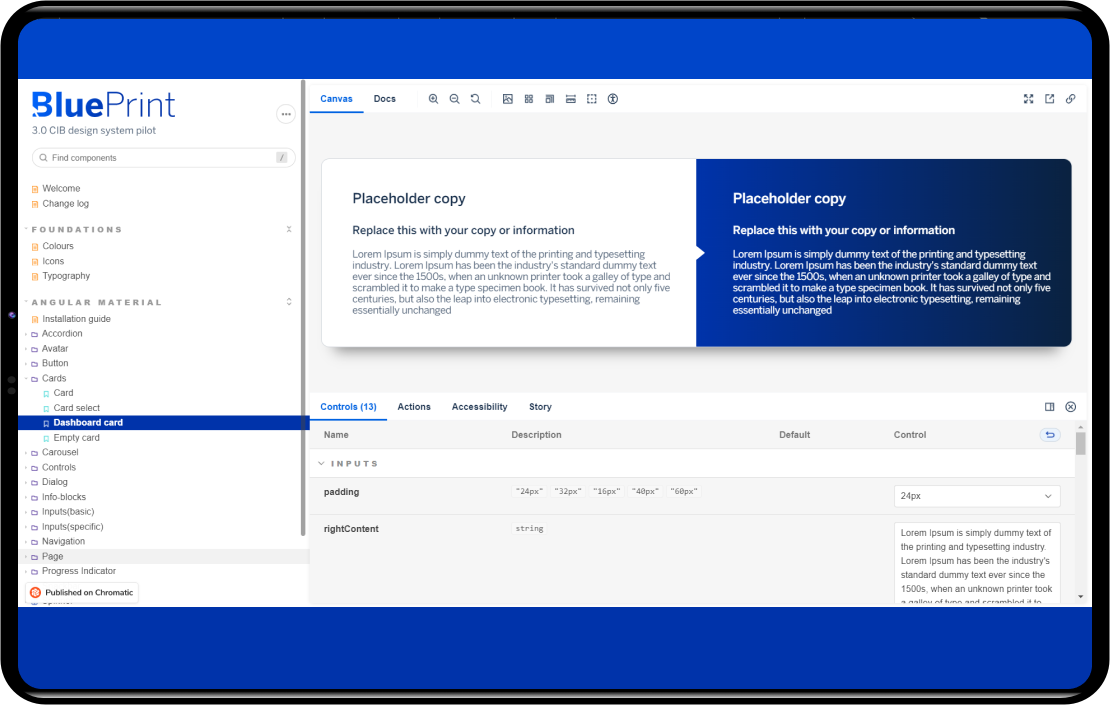 BluePrint
3.0 CIB design system pilot
Find components
/
Welcome
Change log
FOUNDATIONS
Colours
Icons
Typography
ANGULAR MATERIAL
Installation guide
Accordion
Avatar
Button
Cards
Card
Card select
Dashboard card
Empty card
Carousel
Controls
Dialog
Info-blocks
Inputs(basic)
Inputs(specific)
Navigation
Page
Progress Indicator
Published on Chromatic
Canvas
Docs
Placeholder copy
Replace this with your copy or information
Lorem Ipsum is simply dummy text of the printing and typesetting
industry. Lorem Ipsum has been the industry's standard dummy text
ever since the 1500s, when an unknown printer took a galley of type and
scrambled it to make a type specimen book. It has survived not only five
centuries, but also the leap into electronic typesetting, remaining
essentially unchanged
Placeholder copy
Replace this with your copy or information
Lorem Ipsum is simply dummy text of the printing and typesetting
industry. Lorem Ipsum has been the industry's standard dummy text
ever since the 1500s, when an unknown printer took a galley of type and
scrambled it to make a type specimen book. It has survived not only five
centuries, but also the leap into electronic typesetting, remaining
essentially unchanged
Controls (13)
Actions
Accessibility
Story
Name
Description
Default
Control
INPUTS
padding
"24px" "32px" "16px" "40px" "60px"
24px
rightContent
string
Lorem Ipsum is simply dummy text of
the printing and typesetting industry.
Lorem Ipsum has been the industry's
standard dummy text ever since the
1500s, when an unknown printer took
a galley of type and scrambled it to